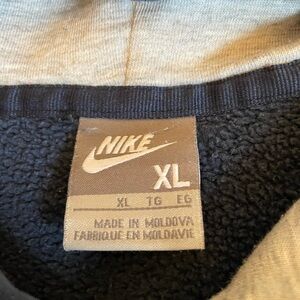 NIKE
XL
XL TG EG
MADE IN MOLDOVA
FABRIQUE EN MOLDAVIE